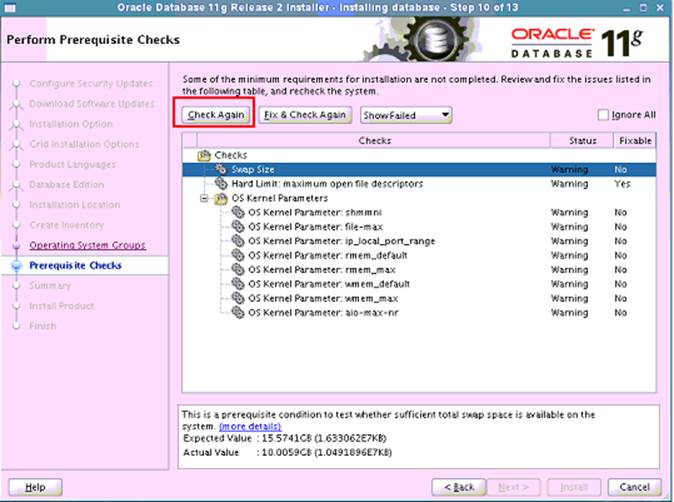 Oracle Database 11g Release 2 Installer - Installing database - Step 10 of 13
Perform Prerequisite Checks
ORACLE
DATABASE 11g
Configure Security Updates
Download Software Updates
Installation Option
Grid Installation Options
Product Languages
Database Edition
Installation Location
Create Inventory
Operating System Groups
Prerequisite Checks
Summary
Install Product
Finish
Some of the minimum requirements for installation are not completed. Review and fix the issues listed in
the following table, and recheck the system.
Check Again Fix & Check Again Show Failed Ignore All
Checks Status Fixable
Checks
Swap Size Warning No
Hard Limit: maximum open file descriptors Warning Yes
OS Kernel Parameters
OS Kernel Parameter: shmmni Warning No
OS Kernel Parameter: file-max Warning No
OS Kernel Parameter: ip_local_port_range Warning No
OS Kernel Parameter: rmem_default Warning No
OS Kernel Parameter: rmem_max Warning No
OS Kernel Parameter: wmem_default Warning No
OS Kernel Parameter: wmem_max Warning No
OS Kernel Parameter: aio-max-nr Warning No
This is a prerequisite condition to test whether sufficient total swap space is available on the
system. (more details)
Expected Value : 15.5741GB (1.633062E7KB)
Actual Value : 10.0059GB (1.0491896E7KB)
Help < Back Next > Install Cancel